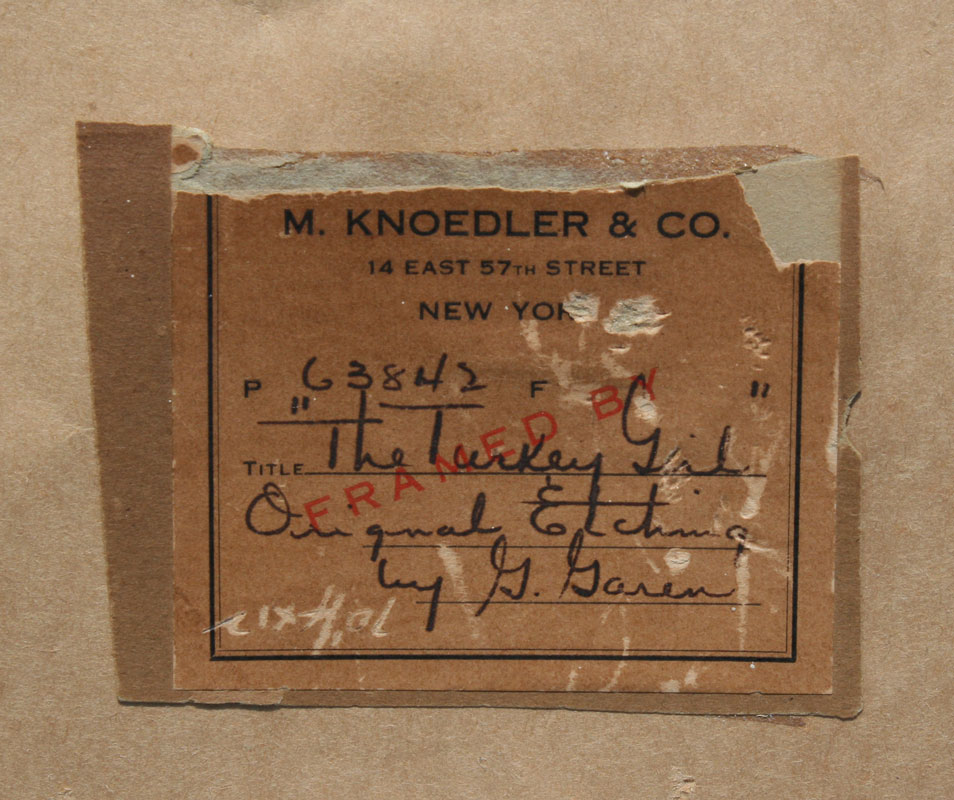 M. KNOEDLER & CO.
14 EAST 57TH STREET
NEW YORK
P 63842 F
FRAMED BY
TITLE "The Turkey Girl"
Original Etching
by G. Garen